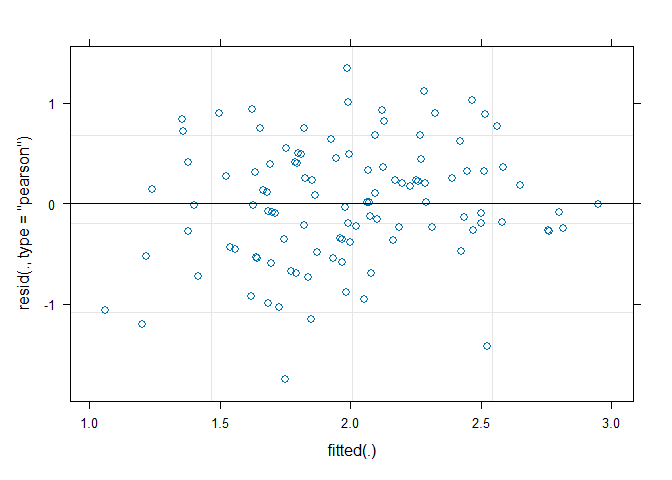 resid(., type = "pearson")
1
0
-1
1.0 1.5 2.0 2.5 3.0
fitted(.)